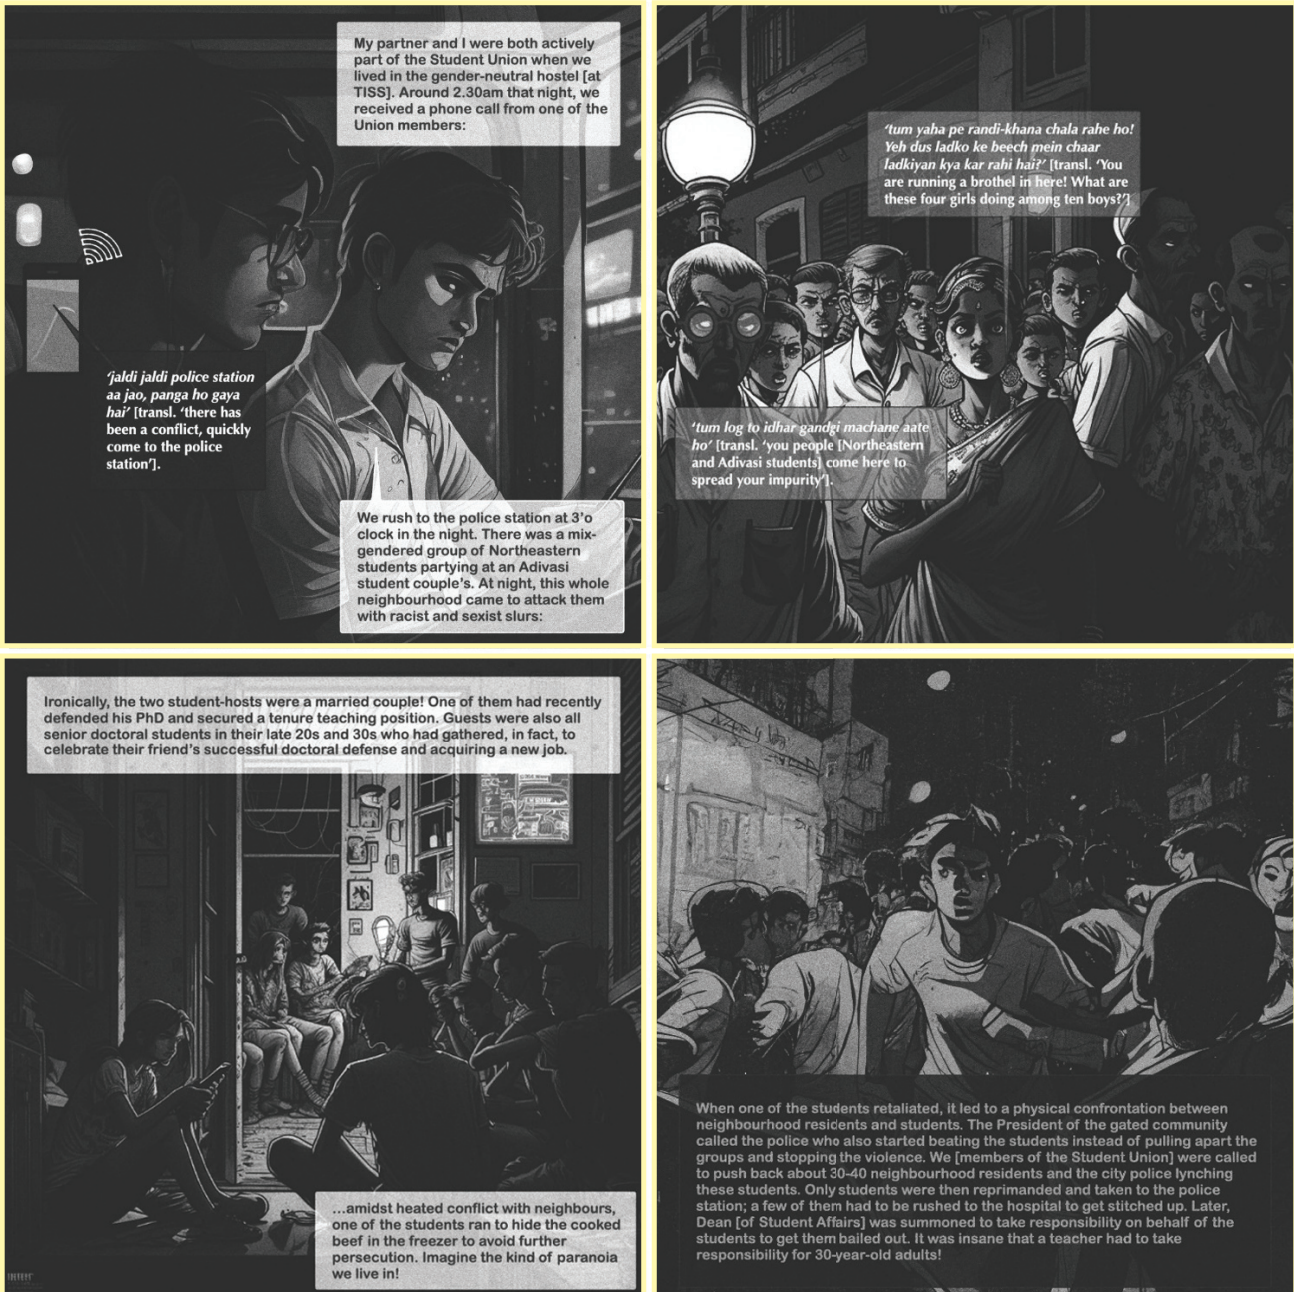 My partner and I were both actively
part of the Student Union when we
lived in the gender-neutral hostel [at
TISS]. Around 2.30am that night, we
received a phone call from one of the
Union members:
‘jaldi jaldi police station
aa jao, panga ho gaya
hai’ [transl. ‘there has
been a conflict, quickly
come to the police
station’].
We rush to the police station at 3’o
clock in the night. There was a mix-
gendered group of Northeastern
students partying at an Adivasi
student couple’s. At night, this whole
neighbourhood came to attack them
with racist and sexist slurs:
‘tum yaha pe randi-khana chala rahe ho!
Yeh dus ladko ke beech mein chaar
ladkiyan kya kar rahi hai?’ [transl. ‘You
are running a brothel in here! What are
these four girls doing among ten boys?’]
‘tum log to idhar gandgi machane aate
ho’ [transl. ‘you people [Northeastern
and Adivasi students] come here to
spread your impurity’].
Ironically, the two student-hosts were a married couple! One of them had recently
defended his PhD and secured a tenure teaching position. Guests were also all
senior doctoral students in their late 20s and 30s who had gathered, in fact, to
celebrate their friend’s successful doctoral defense and acquiring a new job.
...amidst heated conflict with neighbours,
one of the students ran to hide the cooked
beef in the freezer to avoid further
persecution. Imagine the kind of paranoia
we live in!
When one of the students retaliated, it led to a physical confrontation between
neighbourhood residents and students. The President of the gated community
called the police who also started beating the students instead of pulling apart the
groups and stopping the violence. We [members of the Student Union] were called
to push back about 30-40 neighbourhood residents and the city police lynching
these students. Only students were then reprimanded and taken to the police
station; a few of them had to be rushed to the hospital to get stitched up. Later,
Dean [of Student Affairs] was summoned to take responsibility on behalf of the
students to get them bailed out. It was insane that a teacher had to take
responsibility for 30-year-old adults!